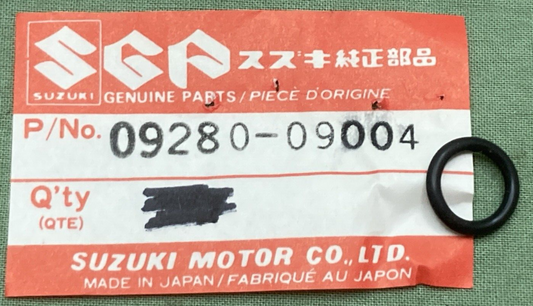 SGP スズキ純正部品
SUZUKI GENUINE PARTS/PIÈCE D'ORIGINE
P/No. 09280-09004
Q'ty
(QTE)
SUZUKI MOTOR CO.,LTD.
MADE IN JAPAN/FABRIQUÉ AU JAPON